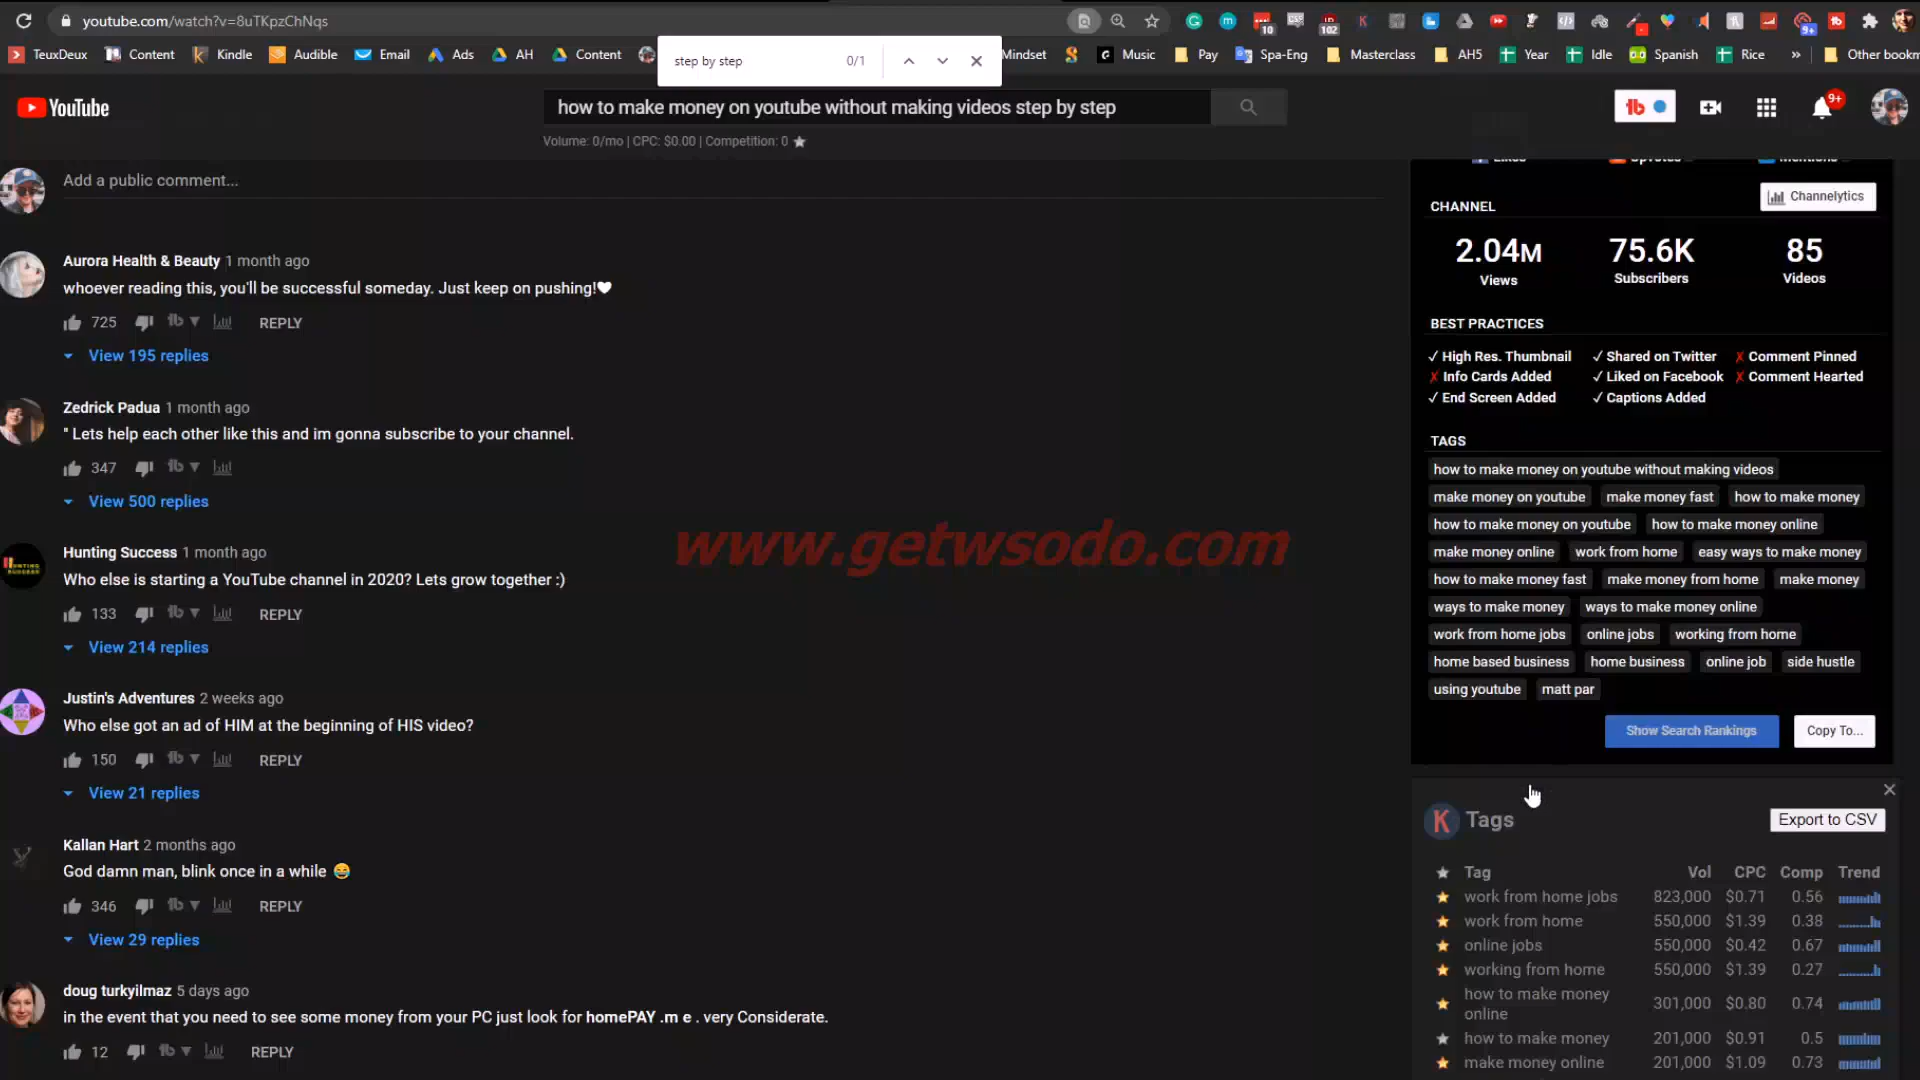 youtube.com/watch?v=8uTKpzChNqs
10
102
9+
TeuxDeux Content Kindle Audible Email Ads AH Content Mindset Music Pay Spa-Eng Masterclass AH5 Year Idle Spanish Rice » Other bookm
step by step 0/1
YouTube
how to make money on youtube without making videos step by step
9+
Volume: 0/mo | CPC: $0.00 | Competition: 0
Add a public comment...
Aurora Health & Beauty 1 month ago
whoever reading this, you'll be successful someday. Just keep on pushing!
725 REPLY
View 195 replies
Zedrick Padua 1 month ago
" Lets help each other like this and im gonna subscribe to your channel.
347
View 500 replies
Hunting Success 1 month ago
Who else is starting a YouTube channel in 2020? Lets grow together :)
133 REPLY
View 214 replies
Justin's Adventures 2 weeks ago
Who else got an ad of HIM at the beginning of HIS video?
150 REPLY
View 21 replies
Kallan Hart 2 months ago
God damn man, blink once in a while
346 REPLY
View 29 replies
doug turkyilmaz 5 days ago
in the event that you need to see some money from your PC just look for homePAY .m e . very Considerate.
12 REPLY
www.getwsodo.com
CHANNEL Channelytics
2.04M 75.6K 85
Views Subscribers Videos
BEST PRACTICES
✓ High Res. Thumbnail ✓ Shared on Twitter ✗ Comment Pinned
✗ Info Cards Added ✓ Liked on Facebook ✗ Comment Hearted
✓ End Screen Added ✓ Captions Added
TAGS
how to make money on youtube without making videos
make money on youtube make money fast how to make money
how to make money on youtube how to make money online
make money online work from home easy ways to make money
how to make money fast make money from home make money
ways to make money ways to make money online
work from home jobs online jobs working from home
home based business home business online job side hustle
using youtube matt par
Show Search Rankings Copy To...
K Tags Export to CSV
Tag Vol CPC Comp Trend
work from home jobs 823,000 $0.71 0.56
work from home 550,000 $1.39 0.38
online jobs 550,000 $0.42 0.67
working from home 550,000 $1.39 0.27
how to make money online 301,000 $0.80 0.74
how to make money 201,000 $0.91 0.5
make money online 201,000 $1.09 0.73